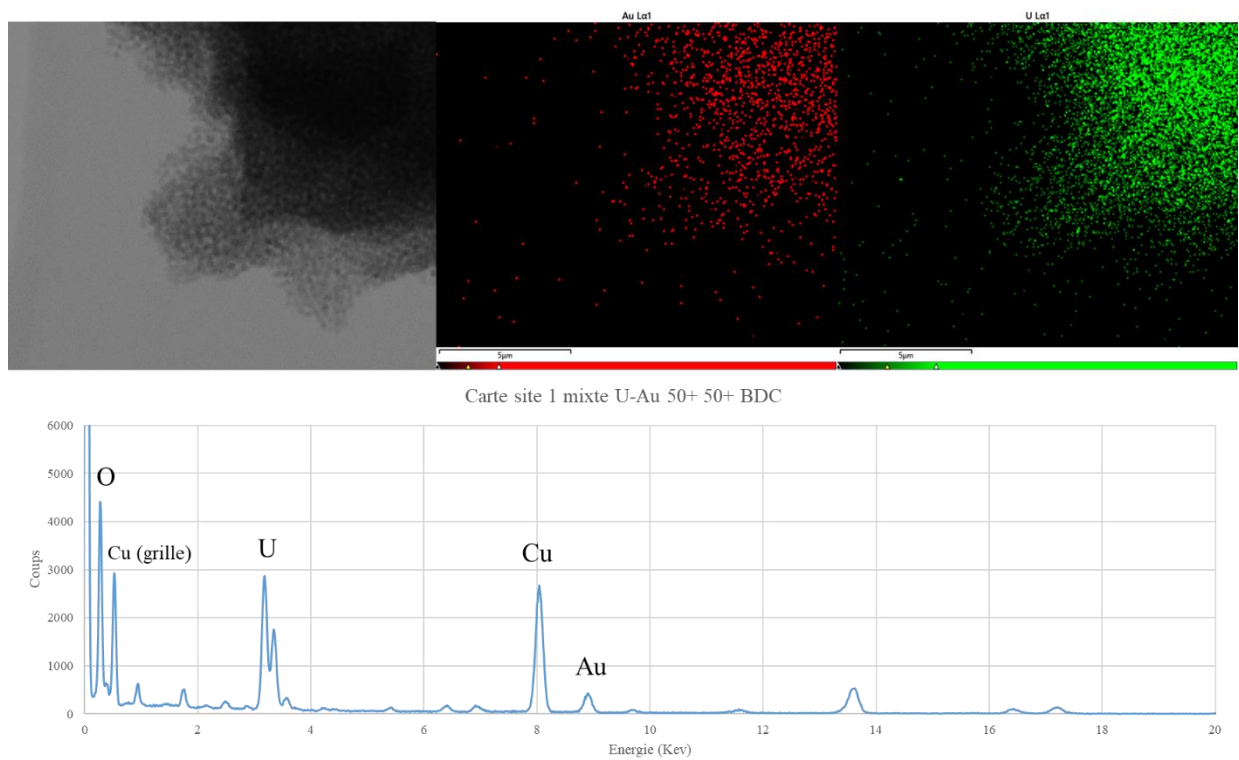 Au Lα1
U Lα1
5μm
5μm
Carte site 1 mixte U-Au 50+ 50+ BDC
6000
5000
4000
3000
2000
1000
0
Coups
O
Cu (grille)
U
Cu
Au
0 2 4 6 8 10 12 14 16 18 20
Energie (Kev)